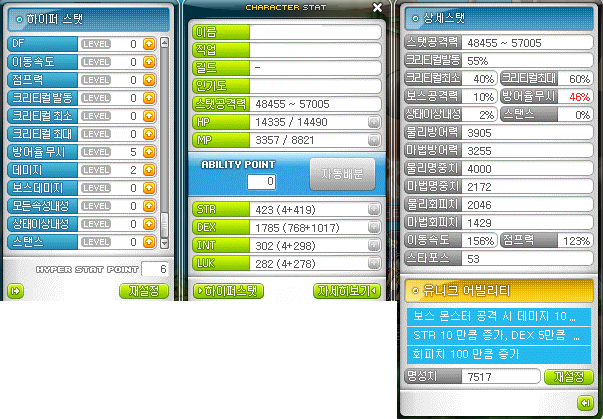 하이퍼 스탯
DF LEVEL 0
이동속도 LEVEL 0
점프력 LEVEL 0
크리티컬 발동 LEVEL 0
크리티컬 최소 LEVEL 0
크리티컬 최대 LEVEL 0
방어율 무시 LEVEL 5
데미지 LEVEL 2
보스데미지 LEVEL 0
모든속성내성 LEVEL 0
상태이상내성 LEVEL 0
스탠스 LEVEL 0
HYPER STAT POINT 6
재설정
CHARACTER STAT
이름
직업
길드 -
인기도
스탯공격력 48455 ~ 57005
HP 14335 / 14490
MP 3357 / 8821
ABILITY POINT
0
자동배분
STR 423 (4+419)
DEX 1785 (768+1017)
INT 302 (4+298)
LUK 282 (4+278)
하이퍼스탯 자세히보기
상세스탯
스탯공격력 48455 ~ 57005
크리티컬발동 55%
크리티컬최소 40% 크리티컬최대 60%
보스공격력 10% 방어율무시 46%
상태이상내성 2% 스탠스 0%
물리방어력 3905
마법방어력 3255
물리명중치 4000
마법명중치 2172
물리회피치 2046
마법회피치 1429
이동속도 156% 점프력 123%
스타포스 53
유니크 어빌리티
보스 몬스터 공격 시 데미지 10 ...
STR 10 만큼 증가, DEX 5만큼 ...
회피치 100 만큼 증가
명성치 7517 재설정